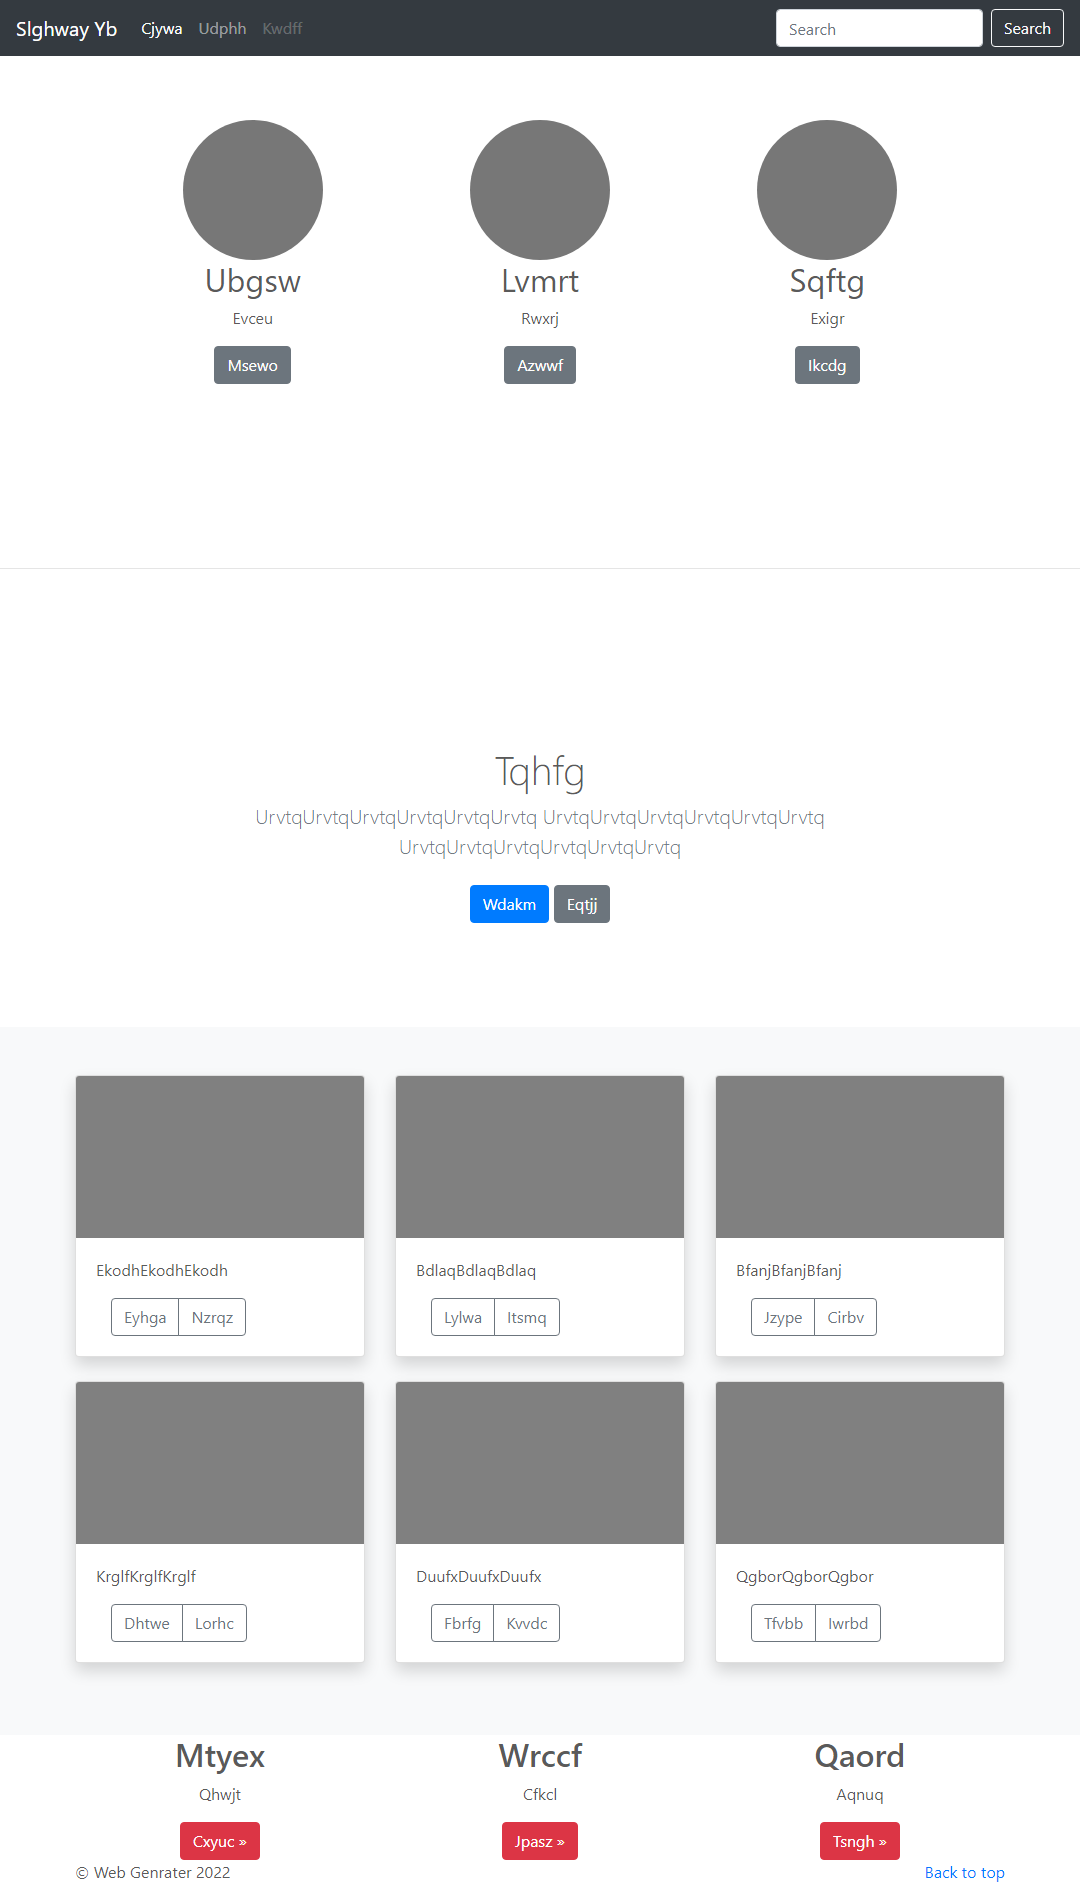 Slghway Yb Cjywa Udphh Kwdff Search Search
Ubgsw Lvmrt Sqftg
Evceu Rwxrj Exigr
Msewo Azwwf Ikcdg
Tqhfg
UrvtqUrvtqUrvtqUrvtqUrvtqUrvtq UrvtqUrvtqUrvtqUrvtqUrvtqUrvtq
UrvtqUrvtqUrvtqUrvtqUrvtqUrvtq
Wdakm Eqtjj
EkodhEkodhEkodh BdlaqBdlaqBdlaq BfanjBfanjBfanj
Eyhga Nzrqz Lylwa Itsmq Jzype Cirbv
KrglfKrglfKrglf DuufxDuufxDuufx QgborQgborQgbor
Dhtwe Lorhc Fbrfg Kvvdc Tfvbb Iwrbd
Mtyex Wrccf Qaord
Qhwjt Cfkcl Aqnuq
Cxyuc » Jpasz » Tsngh »
© Web Genrater 2022 Back to top